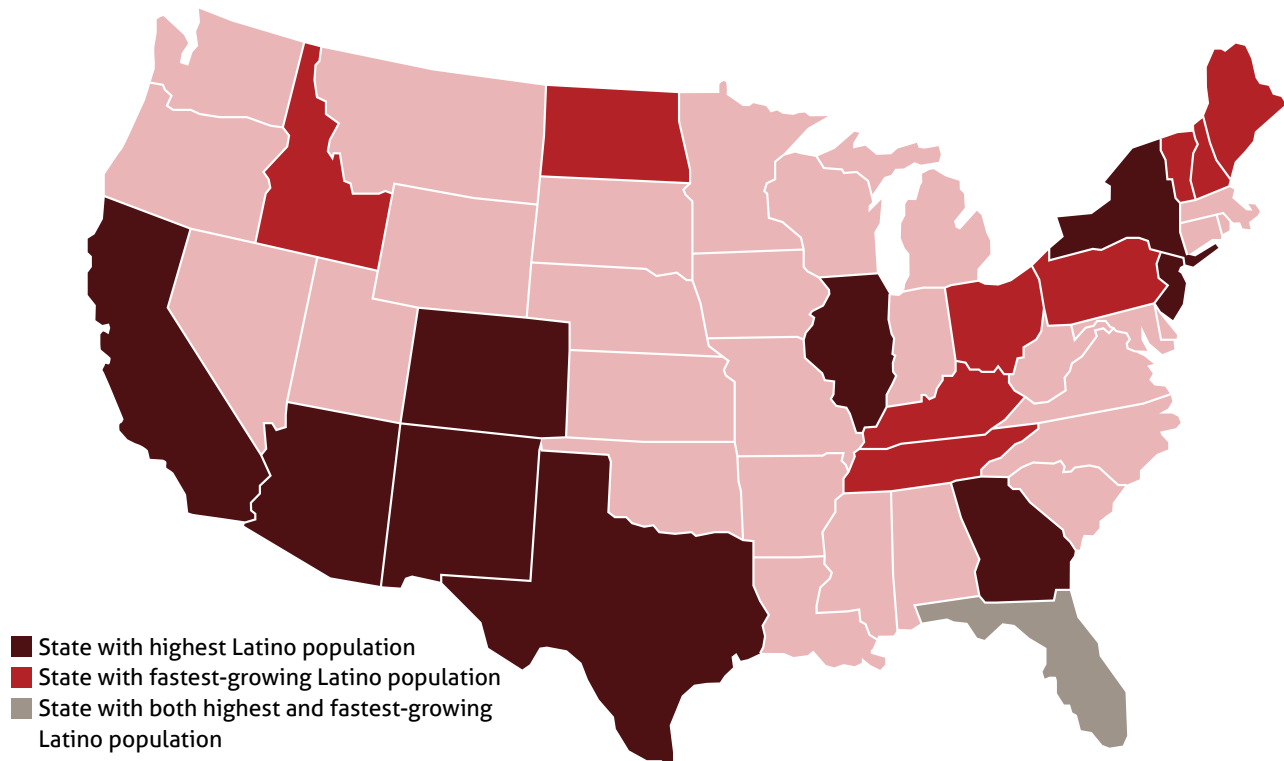 State with highest Latino population
State with fastest-growing Latino population
State with both highest and fastest-growing
Latino population